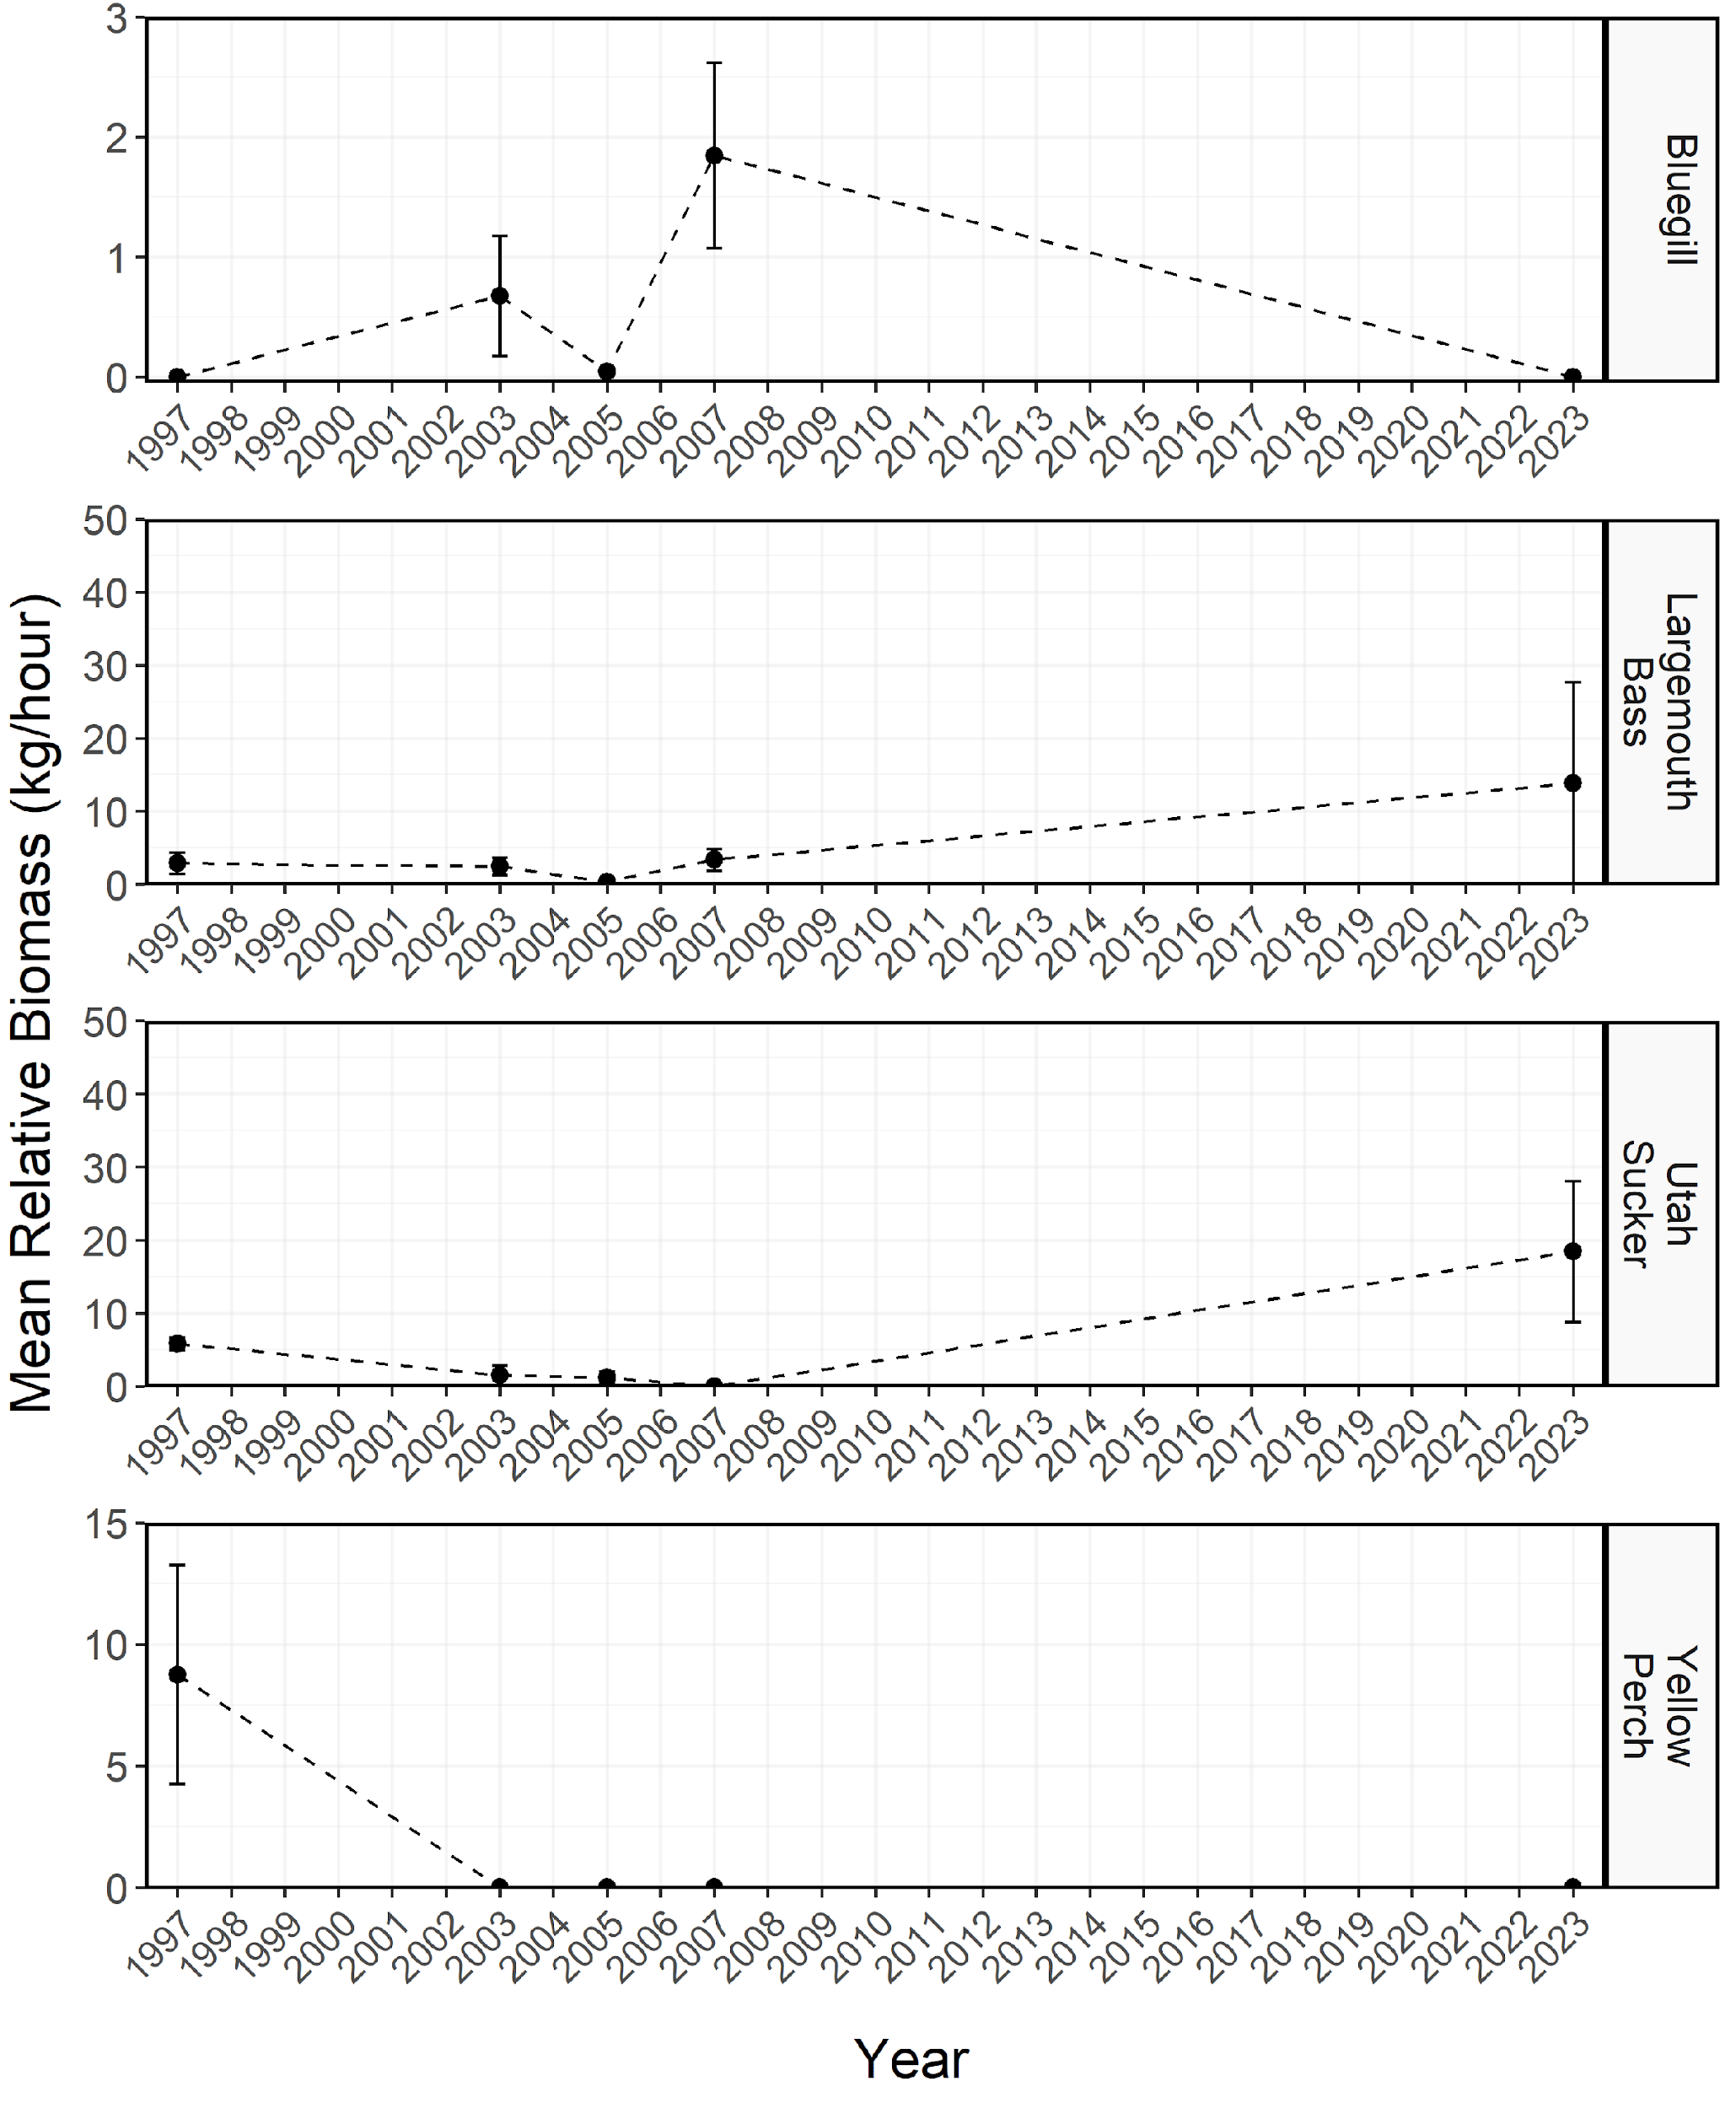 Mean Relative Biomass (kg/hour)
3
2
1
0
Bluegill
1997 1998 1999 2000 2001 2002 2003 2004 2005 2006 2007 2008 2009 2010 2011 2012 2013 2014 2015 2016 2017 2018 2019 2020 2021 2022 2023
50
40
30
20
10
0
Largemouth
Bass
1997 1998 1999 2000 2001 2002 2003 2004 2005 2006 2007 2008 2009 2010 2011 2012 2013 2014 2015 2016 2017 2018 2019 2020 2021 2022 2023
50
40
30
20
10
0
Utah
Sucker
1997 1998 1999 2000 2001 2002 2003 2004 2005 2006 2007 2008 2009 2010 2011 2012 2013 2014 2015 2016 2017 2018 2019 2020 2021 2022 2023
15
10
5
0
Yellow
Perch
1997 1998 1999 2000 2001 2002 2003 2004 2005 2006 2007 2008 2009 2010 2011 2012 2013 2014 2015 2016 2017 2018 2019 2020 2021 2022 2023
Year